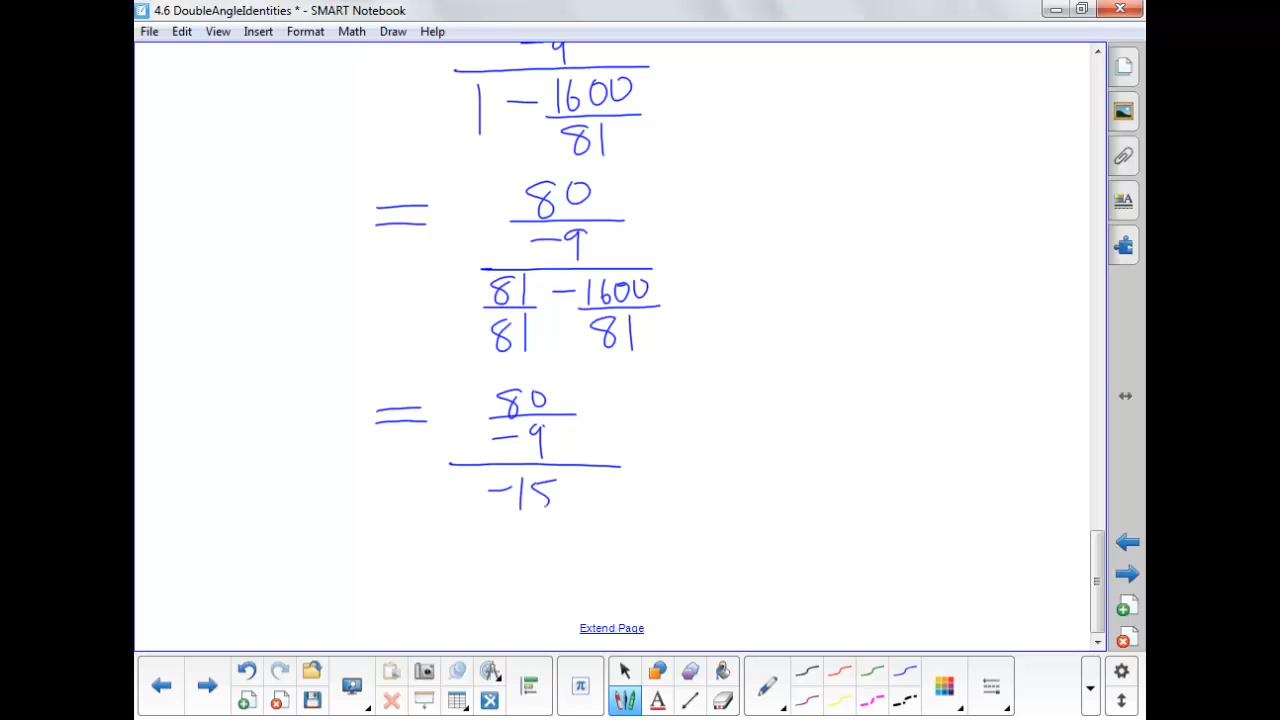 4.6 DoubleAngleIdentities * - SMART Notebook
File Edit View Insert Format Math Draw Help
-9
1 - 1600
81
= 80
-9
81 - 1600
81 81
= 80
-9
-15
Extend Page
π
A